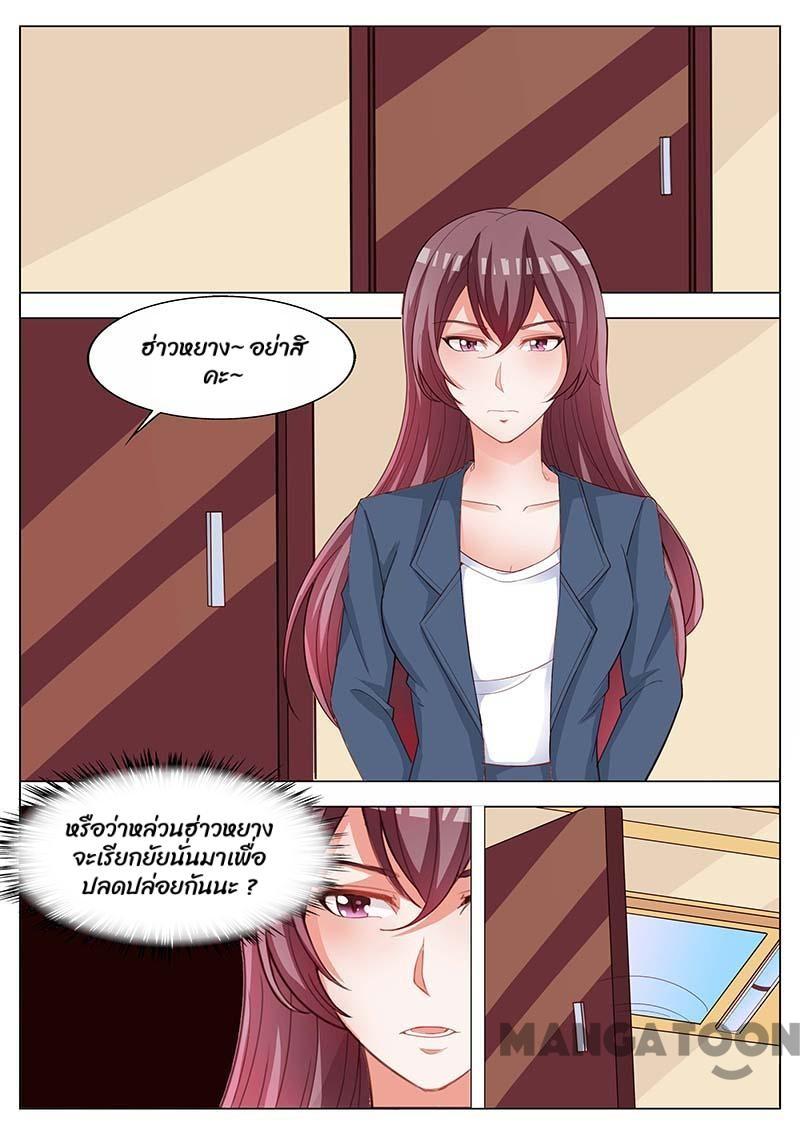 ฮ่าวหยาง~ อย่าสิ
คะ~
หรือว่าหล่วนฮ่าวหยาง
จะเรียกยัยนั่นมาเพื่อ
ปลดปล่อยกันนะ ?
MANGATOON